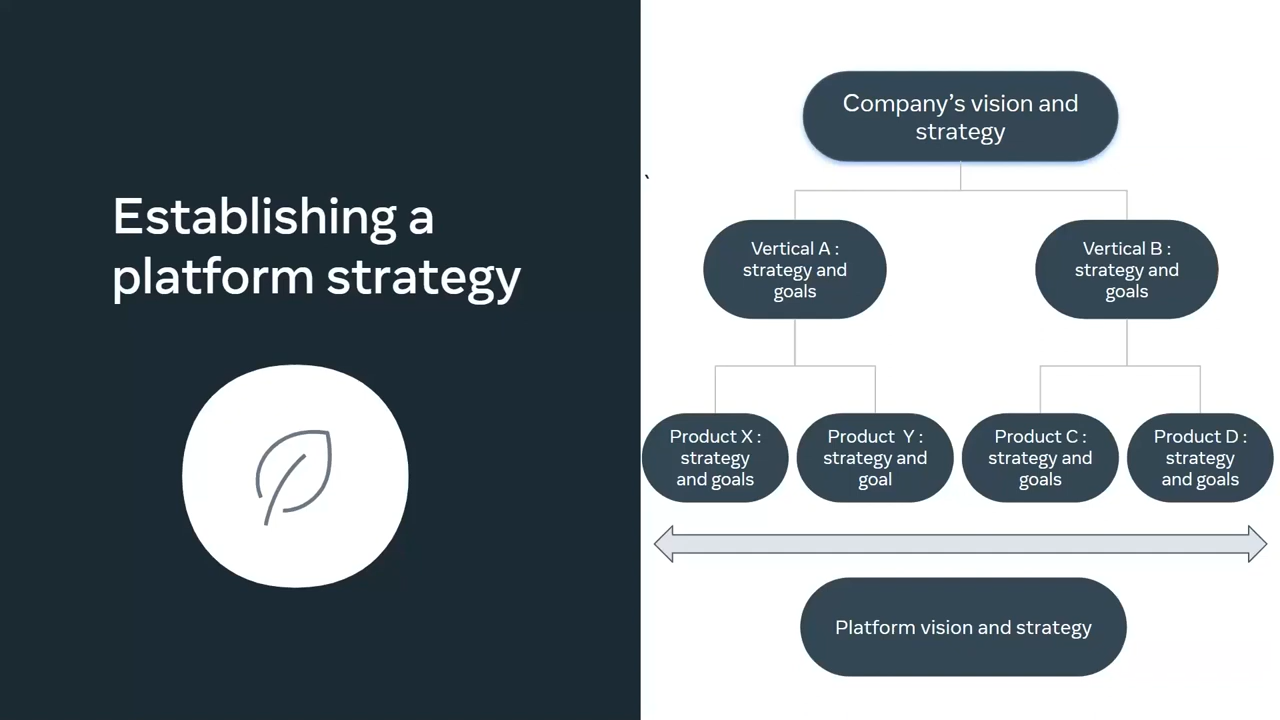 Establishing a
platform strategy
Company’s vision and
strategy
Vertical A :
strategy and
goals
Vertical B :
strategy and
goals
Product X :
strategy
and goals
Product  Y :
strategy and
goal
Product C :
strategy and
goals
Product D :
strategy
and goals
Platform vision and strategy